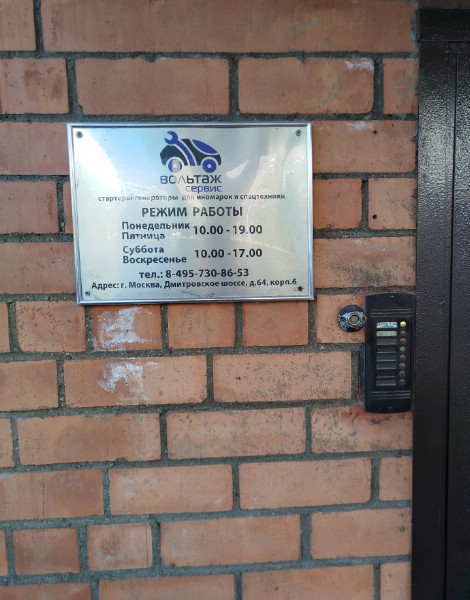 ВОЛЬТАЖ
сервис
стартеры-генераторы для иномарок и спецтехники
РЕЖИМ РАБОТЫ
Понедельник
Пятница
10.00 - 19.00
Суббота
Воскресенье
10.00 - 17.00
тел.: 8-495-730-86-53
Адрес: г. Москва, Дмитровское шоссе, д.64, корп.6